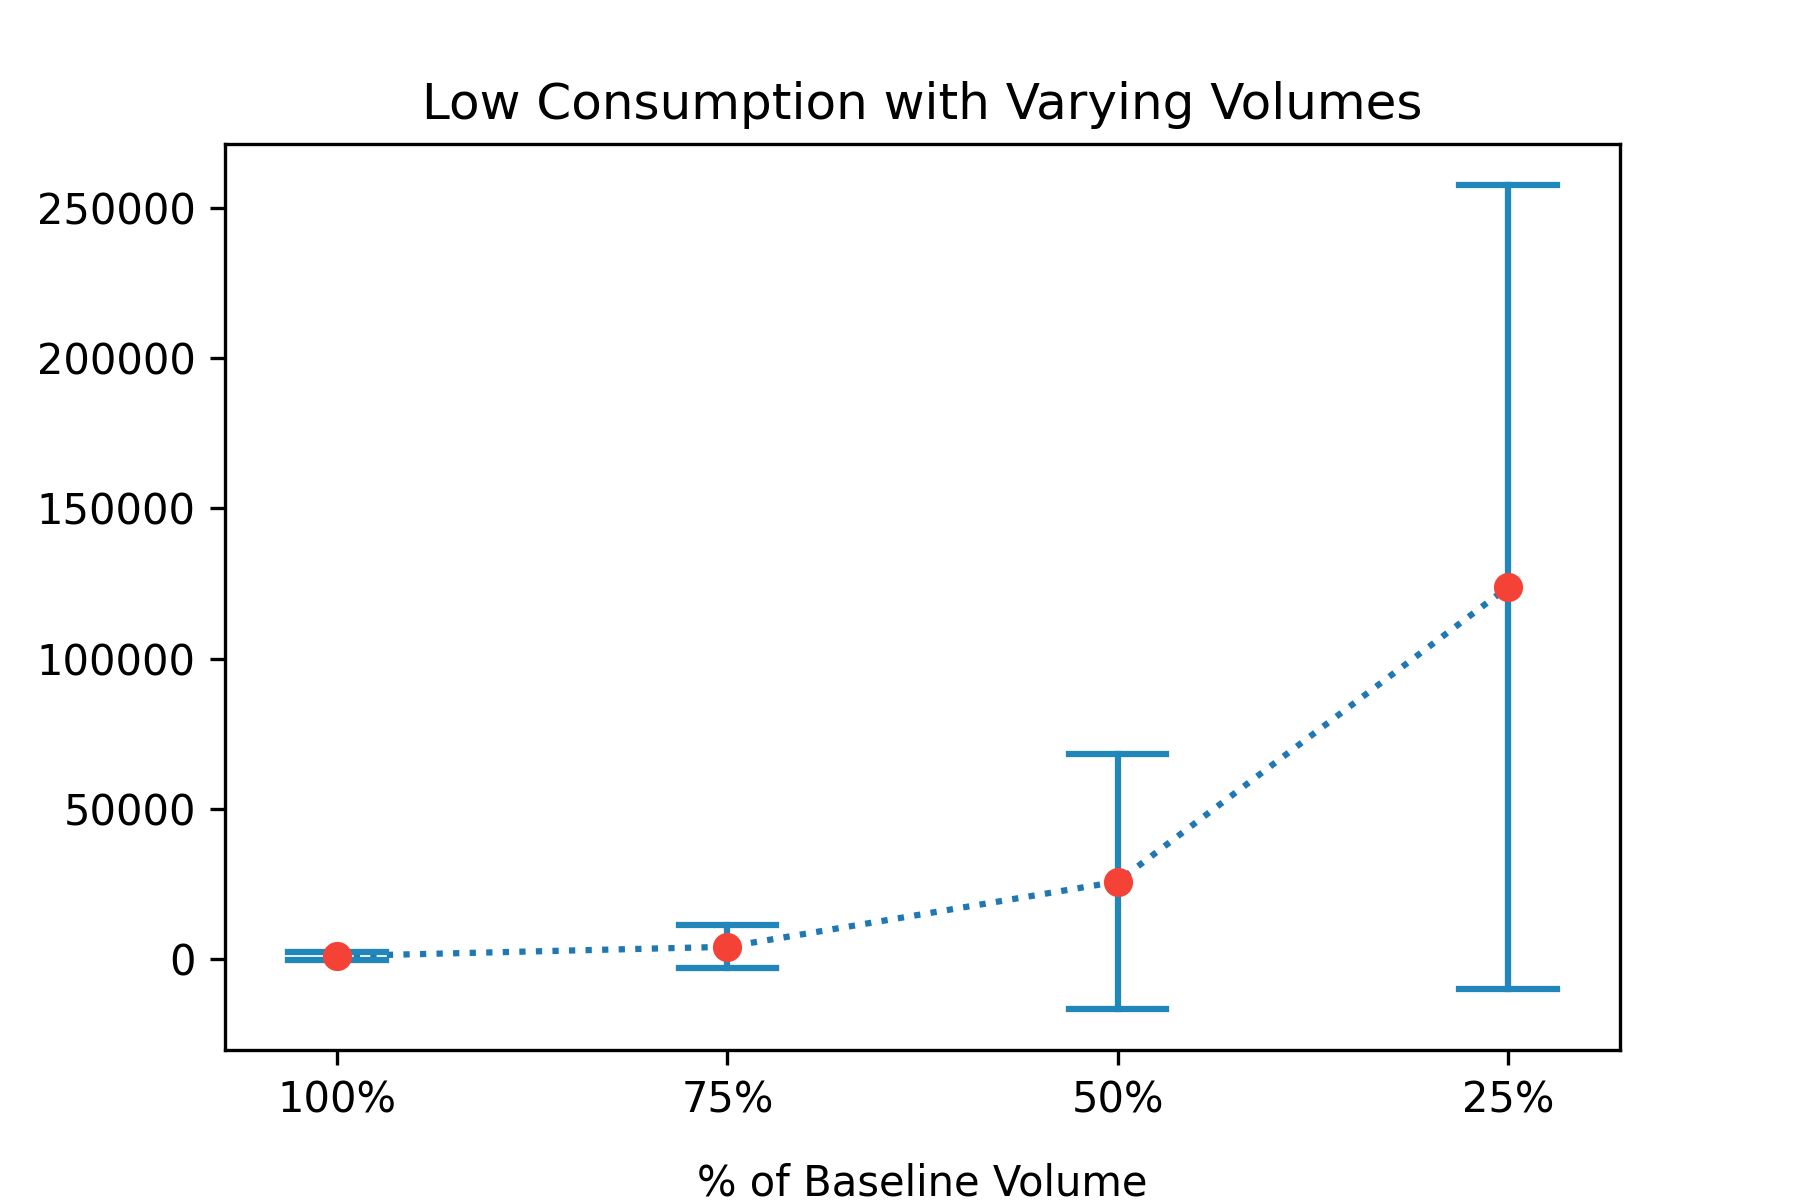 Low Consumption with Varying Volumes
250000
200000
150000
100000
50000
0
100% 75% 50% 25%
% of Baseline Volume